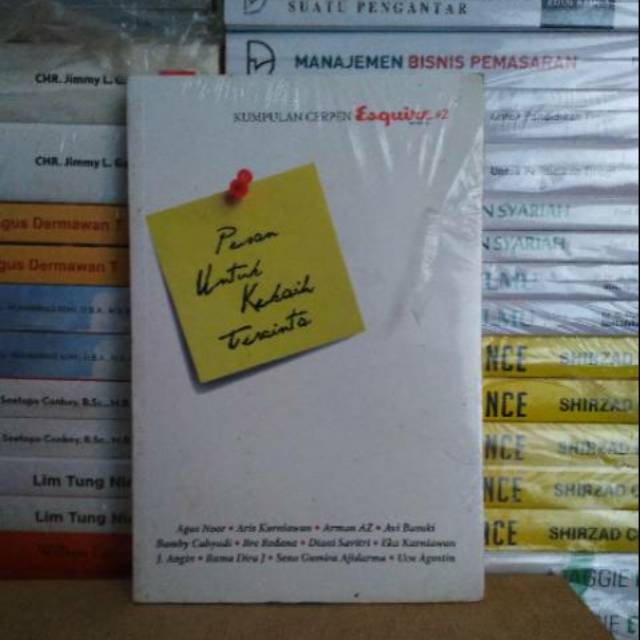 SUATU PENGANTAR
MANAJEMEN BISNIS PEMASARAN
CHR. Jimmy L.
CHR. Jimmy L.
KUMPULAN CERPEN Esquire #2
Pesan
Untuk
Kekasih
Tercinta
Agus Noor • Aris Kurniawan • Arman AZ • Avi Basuki
Bamby Cahyadi • Bre Redana • Diani Savitri • Eka Kurniawan
J. Angin • Rama Dira J • Seno Gumira Ajidarma • Ucu Agustin
gus Dermawan T
gus Dermawan T
Lim Tung
Lim Tung
N SYARIAH
N SYARIAH
NCE SHIRZAD
NCE SHIRZAD
NCE SHIRZAD
NCE SHIRZAD
NCE SHIRZAD